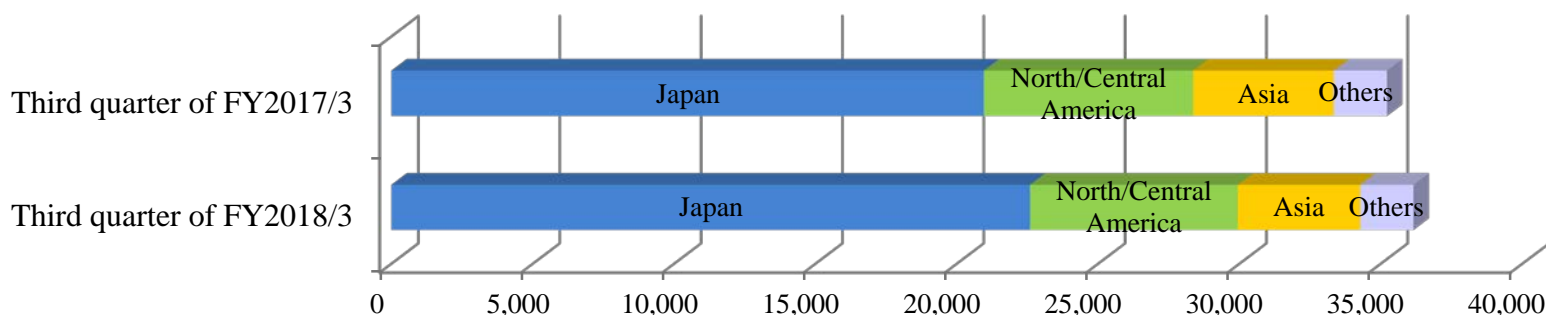 Third quarter of FY2017/3
Japan
North/Central
America
Asia
Others
Third quarter of FY2018/3
Japan
North/Central
America
Asia
Others
0 5,000 10,000 15,000 20,000 25,000 30,000 35,000 40,000